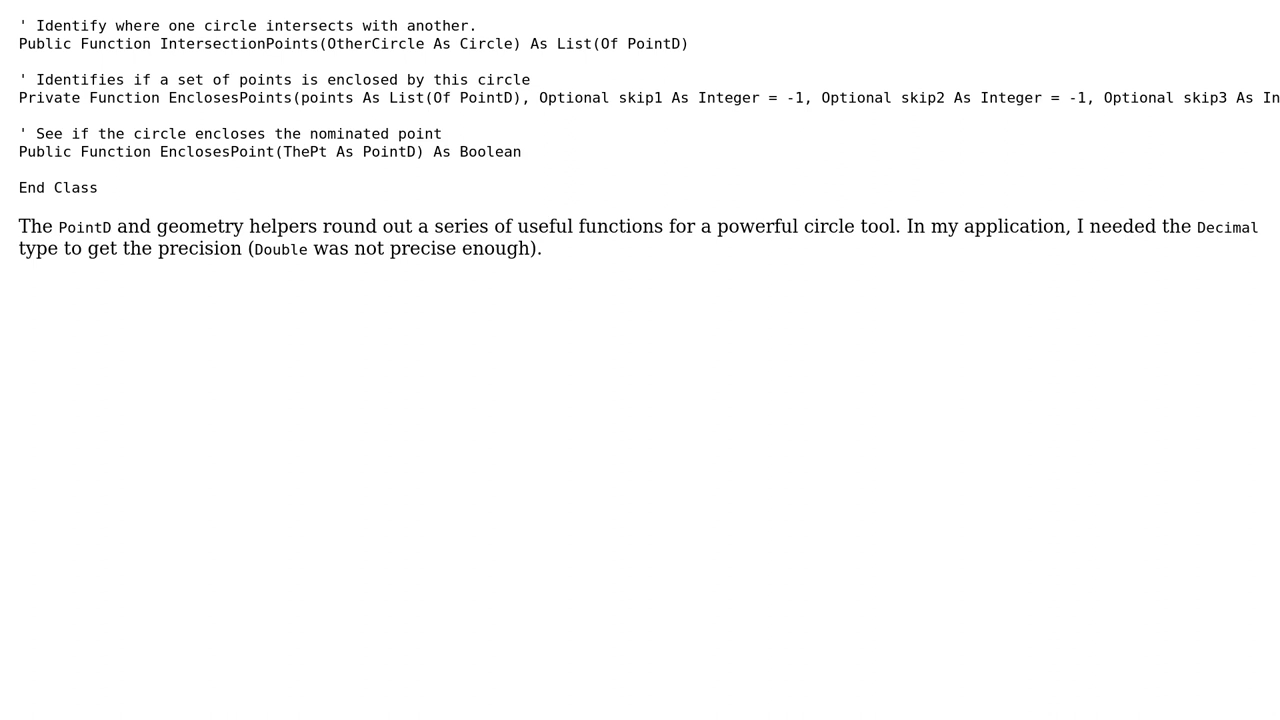 ' Identify where one circle intersects with another.
Public Function IntersectionPoints(OtherCircle As Circle) As List(Of PointD)
' Identifies if a set of points is enclosed by this circle
Private Function EnclosesPoints(points As List(Of PointD), Optional skip1 As Integer = -1, Optional skip2 As Integer = -1, Optional skip3 As In
' See if the circle encloses the nominated point
Public Function EnclosesPoint(ThePt As PointD) As Boolean
End Class
The PointD and geometry helpers round out a series of useful functions for a powerful circle tool. In my application, I needed the Decimal
type to get the precision (Double was not precise enough).